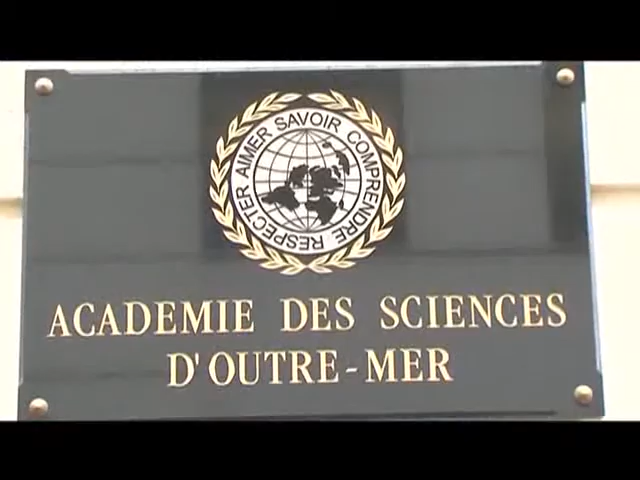 SAVOIR COMPRENDRE RESPECTER AIMER
ACADEMIE DES SCIENCES
D'OUTRE-MER